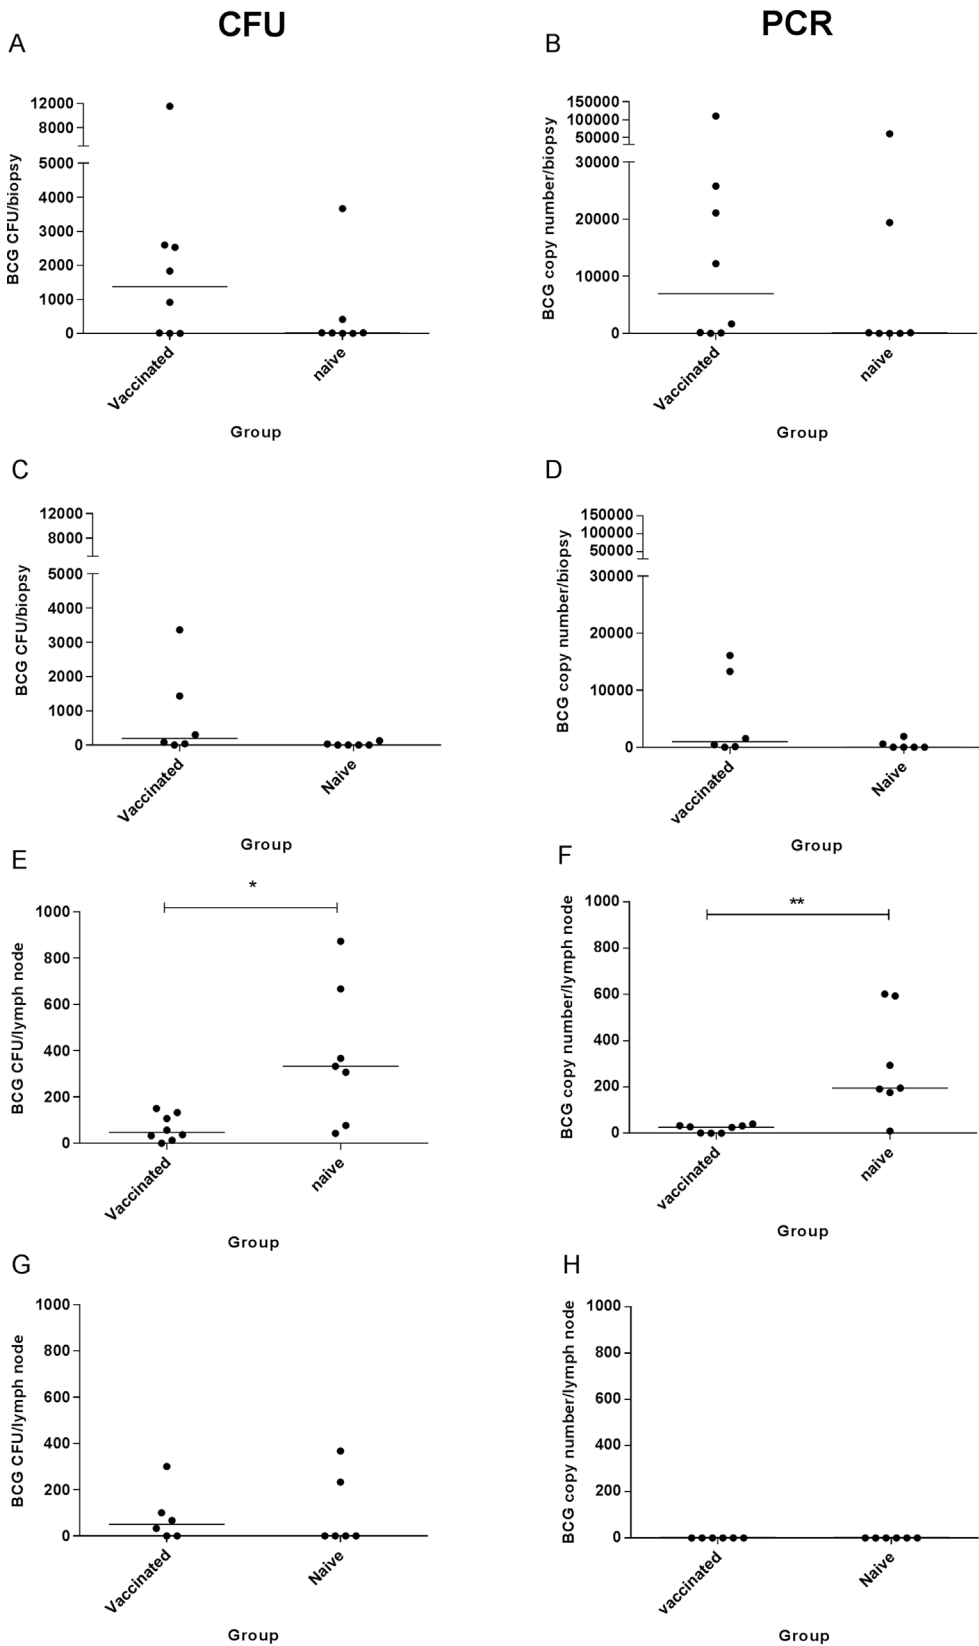 CFU
PCR
A
BCG CFU/biopsy
12000
8000
5000
4000
3000
2000
1000
0
Vaccinated
naive
Group
B
BCG copy number/biopsy
150000
100000
50000
30000
20000
10000
0
Vaccinated
naive
Group
C
BCG CFU/biopsy
12000
8000
5000
4000
3000
2000
1000
0
Vaccinated
Naive
Group
D
BCG copy number/biopsy
150000
100000
50000
30000
20000
10000
0
vaccinated
Naive
Group
E
*
BCG CFU/lymph node
1000
800
600
400
200
0
Vaccinated
naive
Group
F
**
BCG copy number/lymph node
1000
800
600
400
200
0
vaccinated
naive
Group
G
BCG CFU/lymph node
1000
800
600
400
200
0
Vaccinated
Naive
Group
H
BCG copy number/lymph node
1000
800
600
400
200
0
vaccinated
Naive
Group